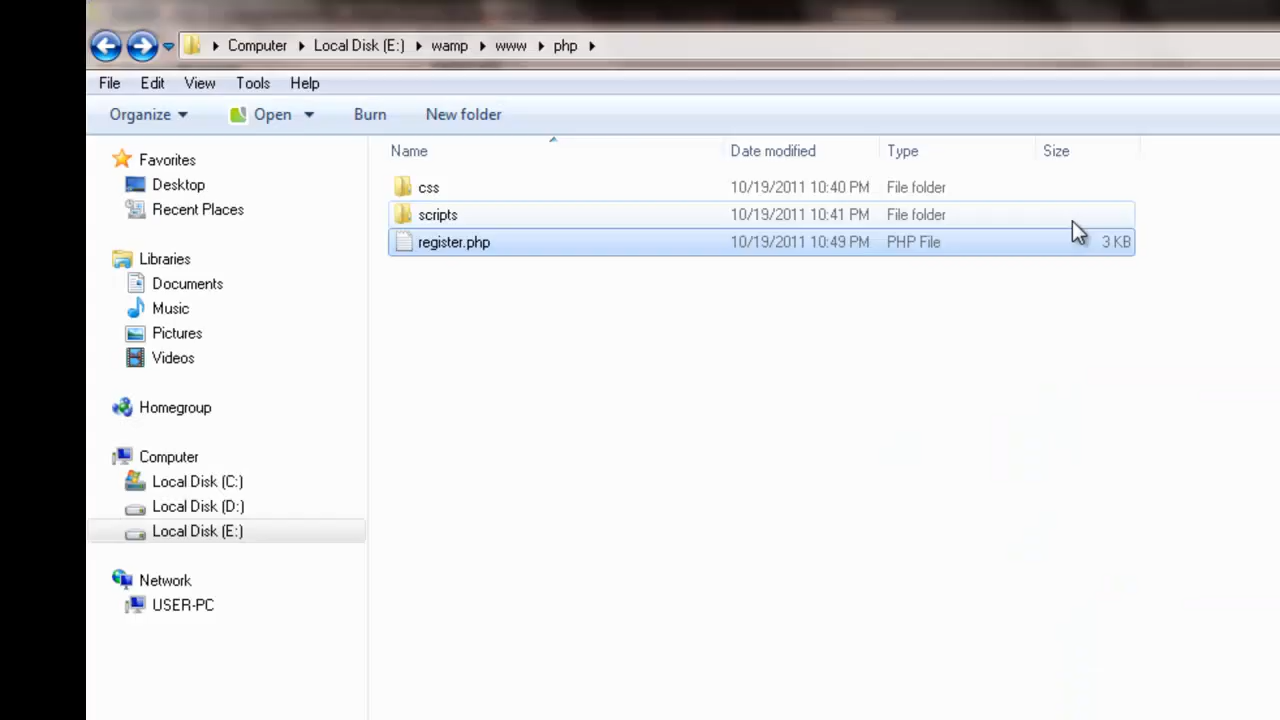 Computer Local Disk (E:) wamp www php
File Edit View Tools Help
Organize Open Burn New folder
Name Date modified Type Size
Favorites
Desktop
Recent Places
Libraries
Documents
Music
Pictures
Videos
Homegroup
Computer
Local Disk (C:)
Local Disk (D:)
Local Disk (E:)
Network
USER-PC
css 10/19/2011 10:40 PM File folder
scripts 10/19/2011 10:41 PM File folder
register.php 10/19/2011 10:49 PM PHP File 3 KB